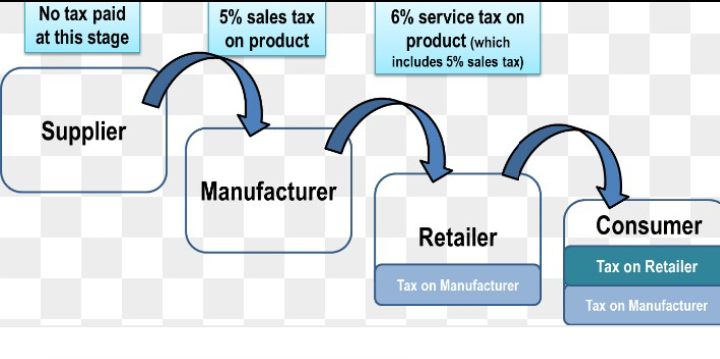 No tax paid
at this stage
5% sales tax
on product
6% service tax on
product (which
includes 5% sales tax)
Supplier
Manufacturer
Retailer
Tax on Manufacturer
Consumer
Tax on Retailer
Tax on Manufacturer